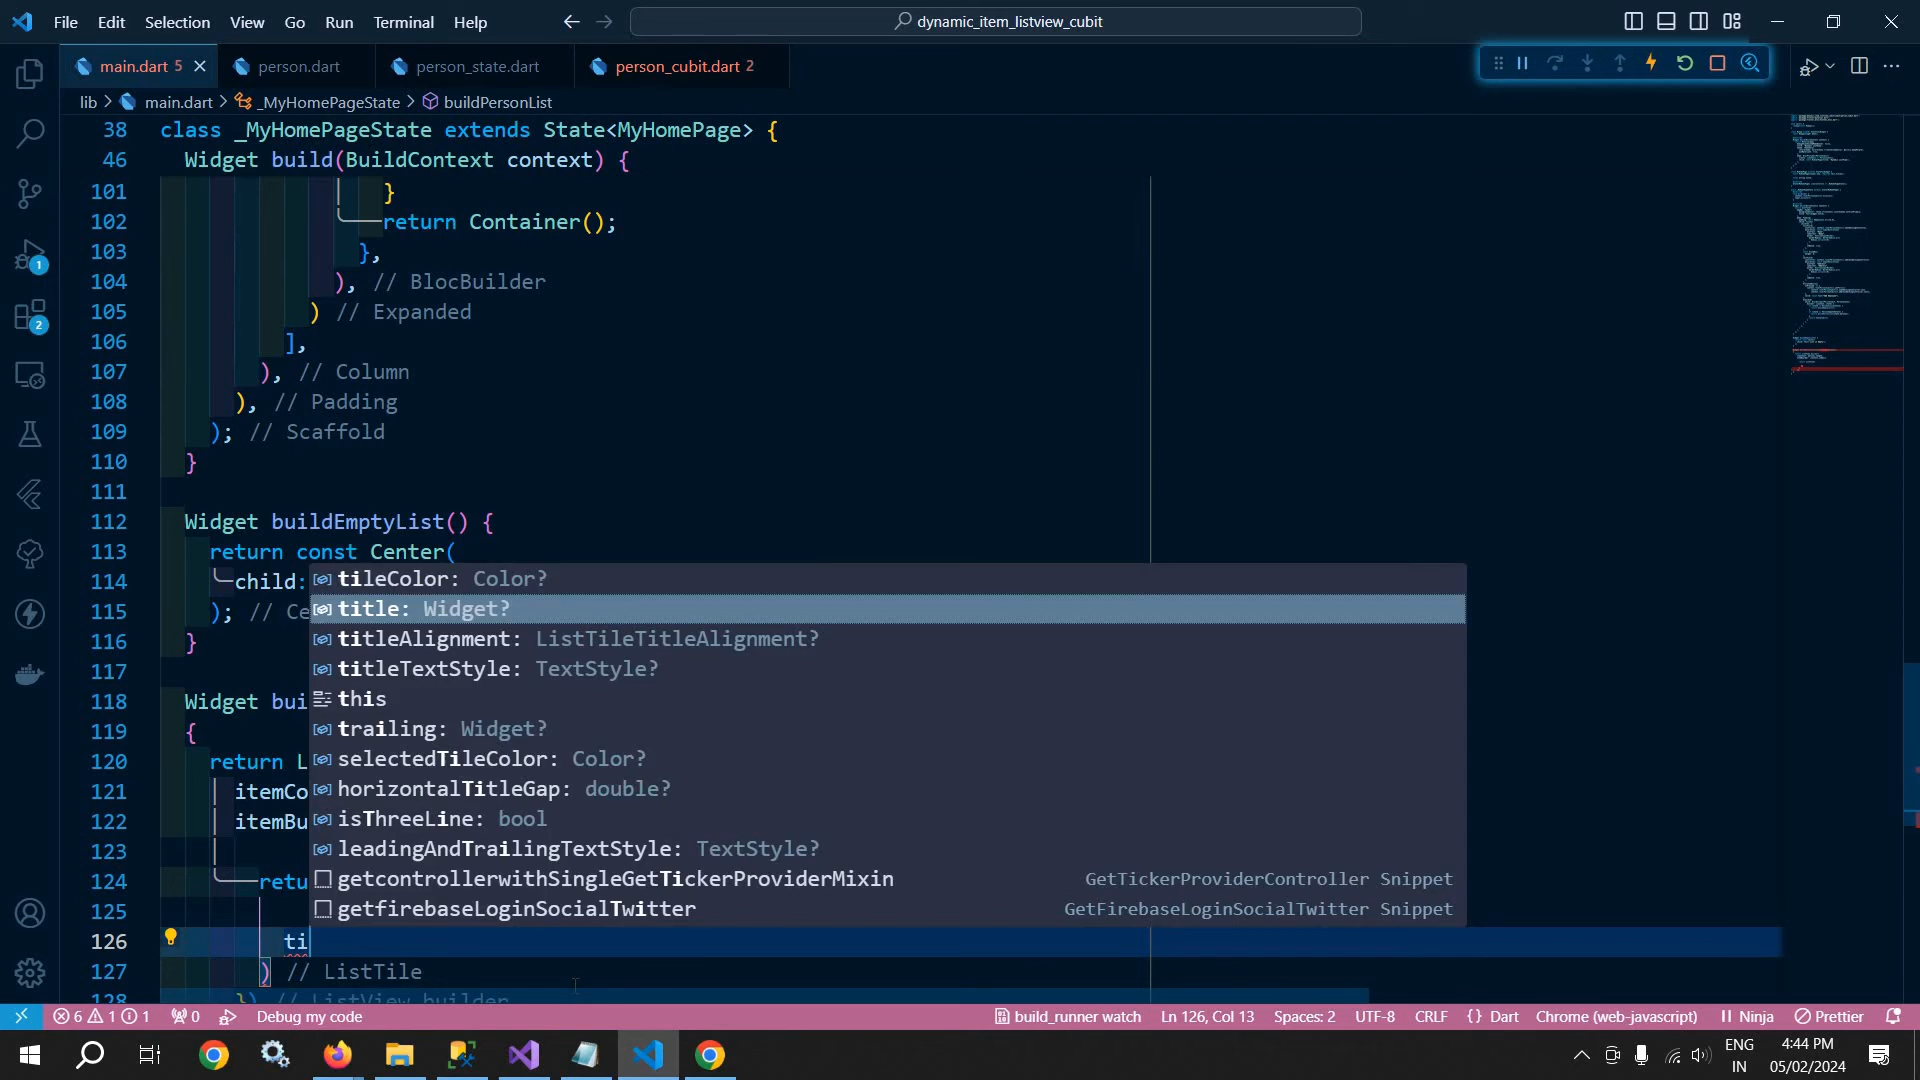 File Edit Selection View Go Run Terminal Help
dynamic_item_listview_cubit
main.dart 5
person.dart
person_state.dart
person_cubit.dart 2
lib > main.dart > _MyHomePageState > buildPersonList
38 class _MyHomePageState extends State<MyHomePage> {
46 Widget build(BuildContext context) {
101 }
102 return Container();
103 },
104 ), // BlocBuilder
105 ) // Expanded
106 ],
107 ), // Column
108 ), // Padding
109 ); // Scaffold
110 }
111
112 Widget buildEmptyList() {
113 return const Center(
114 child:
115 ); // Ce
116 }
117
118 Widget bui
119 {
120 return L
121 itemCo
122 itemBu
123
124 retu
125
126 ti
127 ) // ListTile
128 }) // ListView.builder
tileColor: Color?
title: Widget?
titleAlignment: ListTileTitleAlignment?
titleTextStyle: TextStyle?
this
trailing: Widget?
selectedTileColor: Color?
horizontalTitleGap: double?
isThreeLine: bool
leadingAndTrailingTextStyle: TextStyle?
getcontrollerwithSingleGetTickerProviderMixin GetTickerProviderController Snippet
getfirebaseLoginSocialTwitter GetFirebaseLoginSocialTwitter Snippet
1
2
6 1 1 0 Debug my code build_runner watch Ln 126, Col 13 Spaces: 2 UTF-8 CRLF {} Dart Chrome (web-javascript) Ninja Prettier
ENG
IN
4:44 PM
05/02/2024